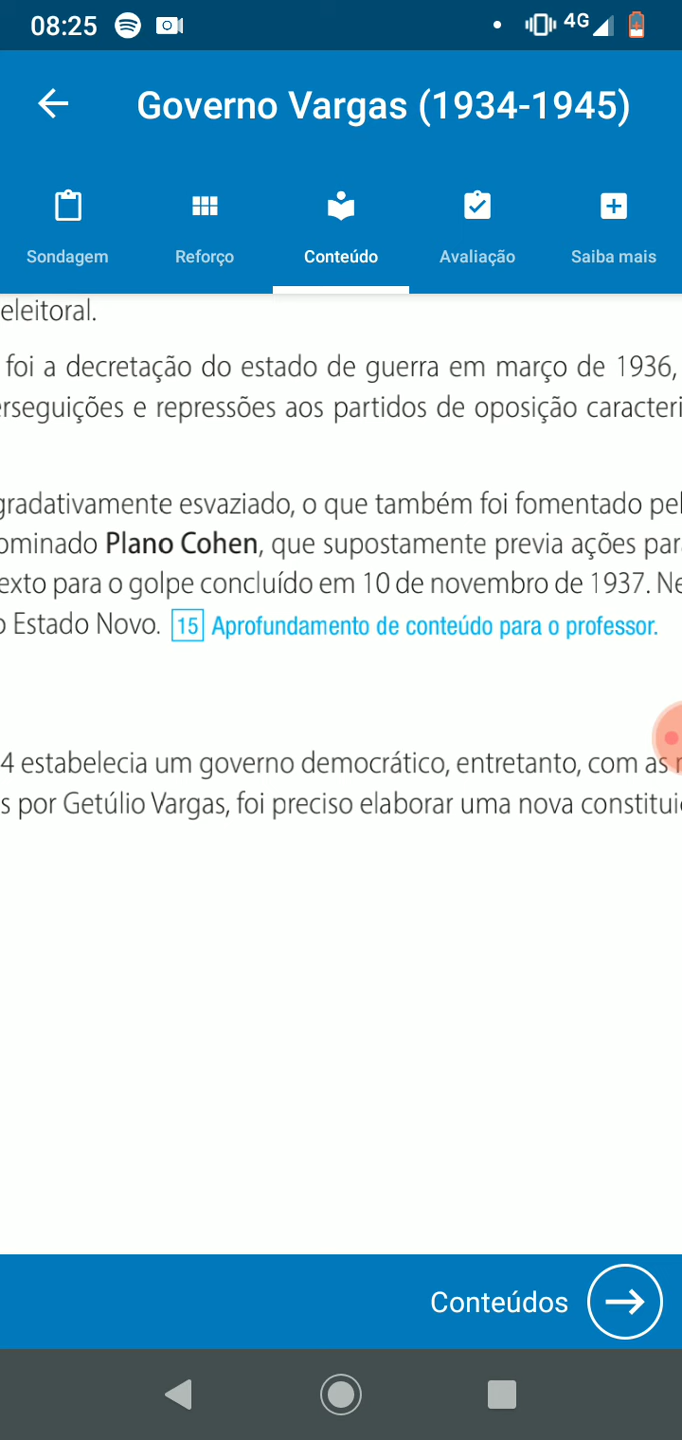 08:25
4G
Governo Vargas (1934-1945)
Sondagem
Reforço
Conteúdo
Avaliação
Saiba mais
eleitoral.
foi a decretação do estado de guerra em março de 1936,
erseguições e repressões aos partidos de oposição caracteri
gradativamente esvaziado, o que também foi fomentado pel
ominado Plano Cohen, que supostamente previa ações par
exto para o golpe concluído em 10 de novembro de 1937. Ne
o Estado Novo. 15 Aprofundamento de conteúdo para o professor.
4 estabelecia um governo democrático, entretanto, com as
s por Getúlio Vargas, foi preciso elaborar uma nova constitui
Conteúdos